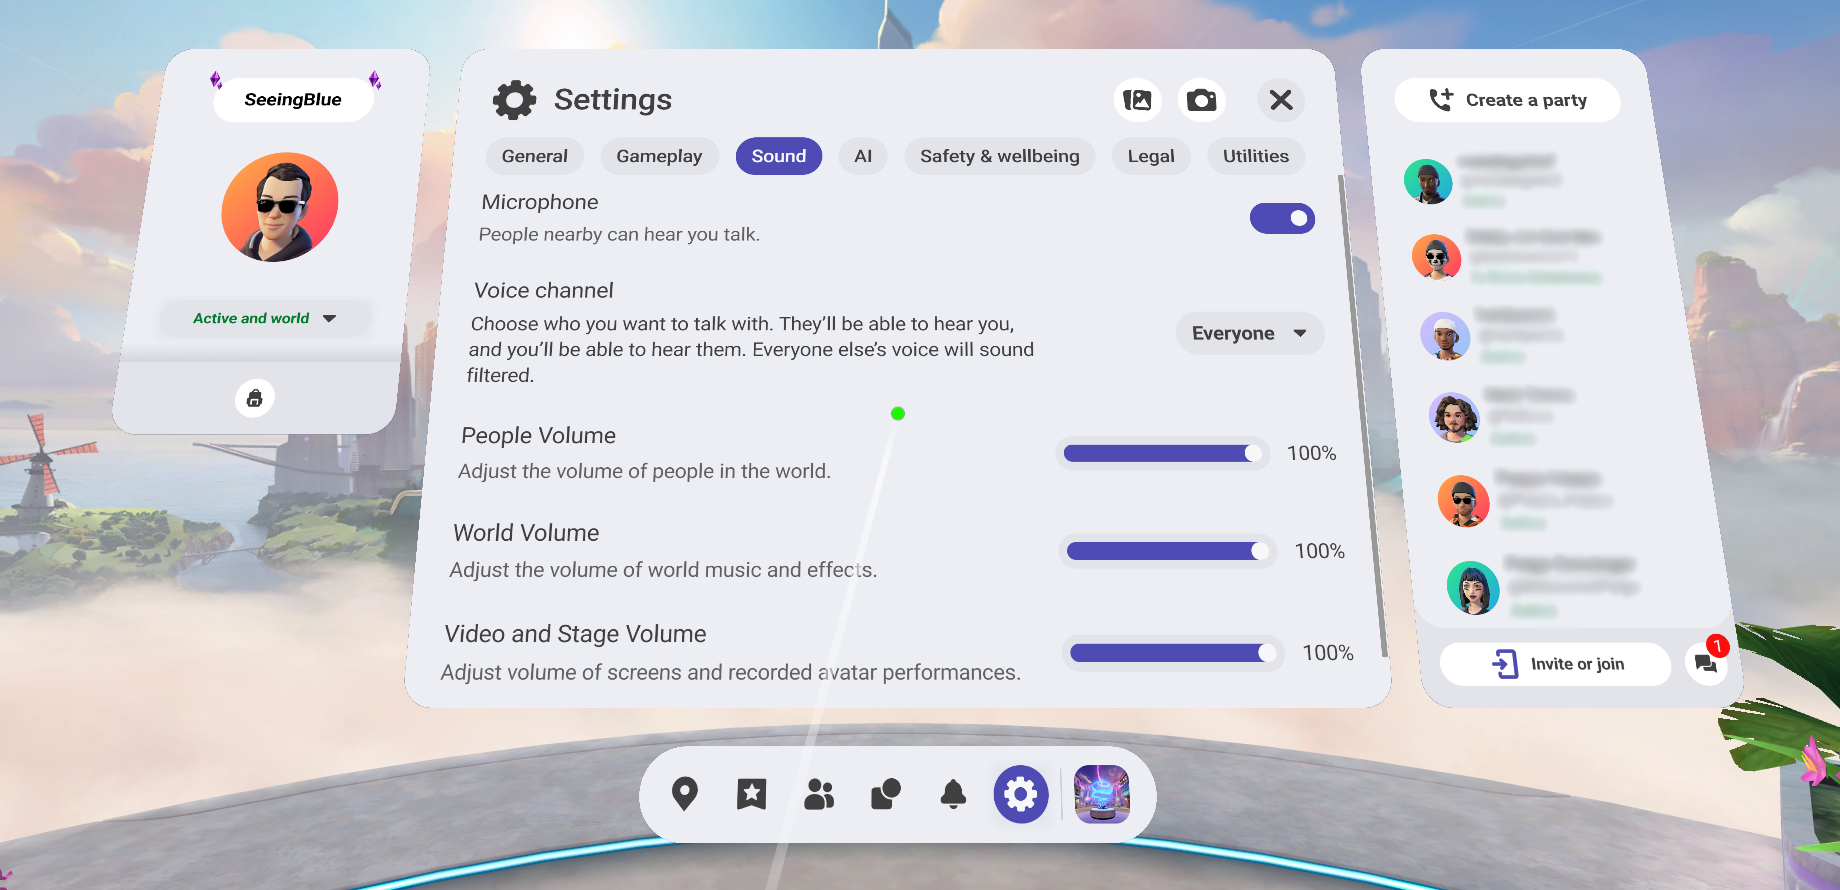 SeeingBlue
Active and world
Settings
General
Gameplay
Sound
AI
Safety & wellbeing
Legal
Utilities
Microphone
People nearby can hear you talk.
Voice channel
Choose who you want to talk with. They'll be able to hear you,
and you'll be able to hear them. Everyone else's voice will sound
filtered.
Everyone
People Volume
Adjust the volume of people in the world.
100%
World Volume
Adjust the volume of world music and effects.
100%
Video and Stage Volume
Adjust volume of screens and recorded avatar performances.
100%
Create a party
Invite or join
1